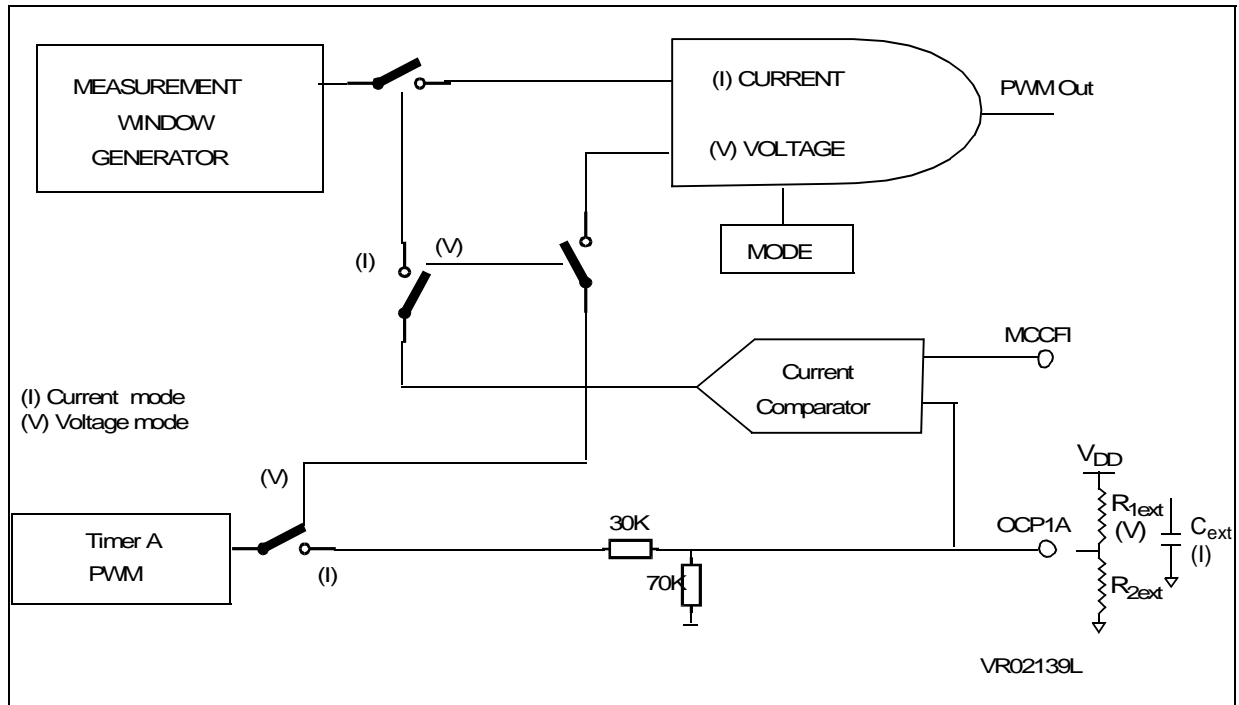 MEASUREMENT
WINDOW
GENERATOR
(I) CURRENT
(V) VOLTAGE
PWM Out
MODE
(I)
(V)
MCCFI
Current
Comparator
(I) Current mode
(V) Voltage mode
(V)
Timer A
PWM
(I)
30K
70K
OCP1A
VDD
R1ext
(V)
R2ext
Cext
(I)
VR02139L